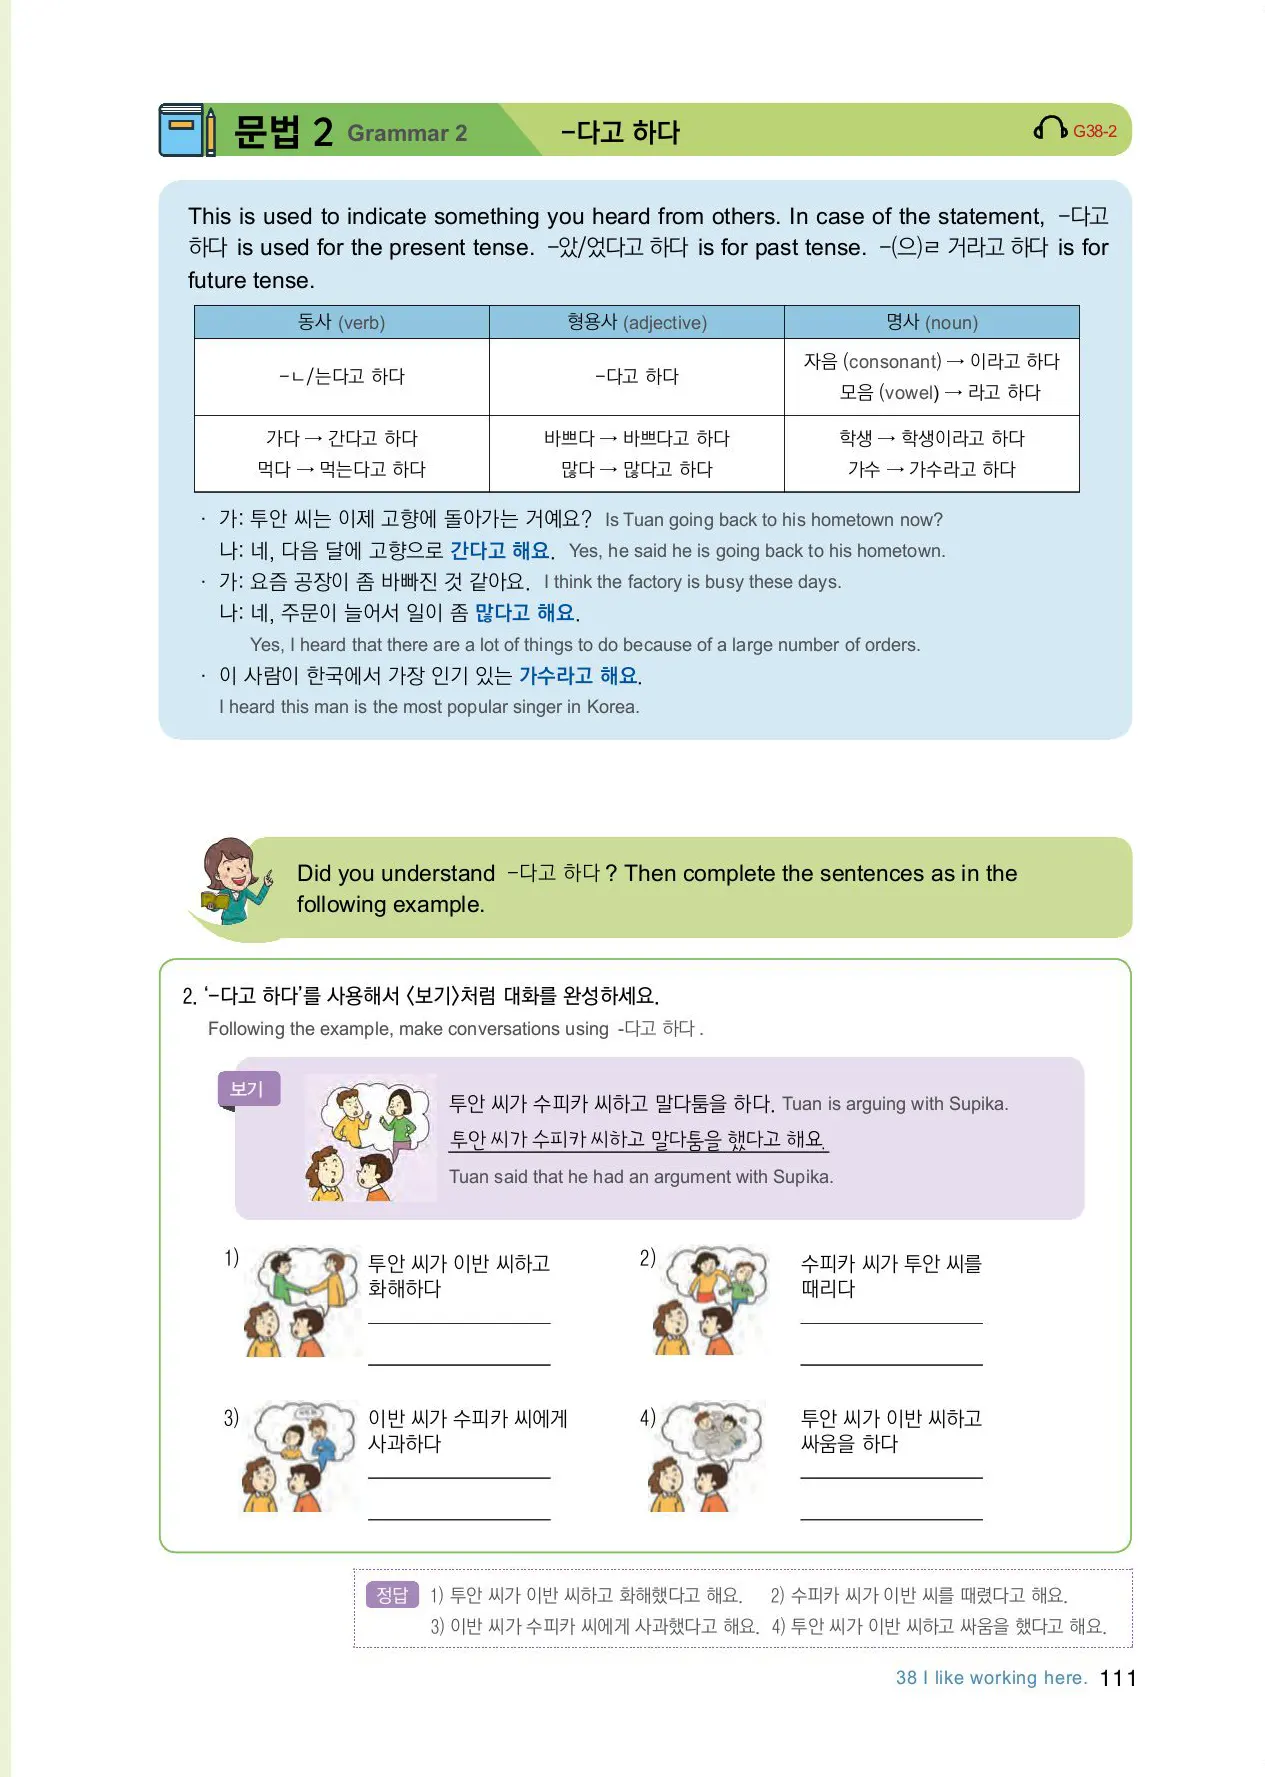 문법 2 Grammar 2 -다고 하다 G38-2
This is used to indicate something you heard from others. In case of the statement, -다고
하다 is used for the present tense. -았/었다고 하다 is for past tense. -(으)ㄹ 거라고 하다 is for
future tense.
동사 (verb) 형용사 (adjective) 명사 (noun)
-ㄴ/는다고 하다 -다고 하다 자음 (consonant) → 이라고 하다
모음 (vowel) → 라고 하다
가다 → 간다고 하다 바쁘다 → 바쁘다고 하다 학생 → 학생이라고 하다
먹다 → 먹는다고 하다 많다 → 많다고 하다 가수 → 가수라고 하다
· 가: 투안 씨는 이제 고향에 돌아가는 거예요? Is Tuan going back to his hometown now?
나: 네, 다음 달에 고향으로 간다고 해요. Yes, he said he is going back to his hometown.
· 가: 요즘 공장이 좀 바빠진 것 같아요. I think the factory is busy these days.
나: 네, 주문이 늘어서 일이 좀 많다고 해요.
Yes, I heard that there are a lot of things to do because of a large number of orders.
· 이 사람이 한국에서 가장 인기 있는 가수라고 해요.
I heard this man is the most popular singer in Korea.
Did you understand -다고 하다? Then complete the sentences as in the
following example.
2. ‘-다고 하다’를 사용해서 〈보기〉처럼 대화를 완성하세요.
Following the example, make conversations using -다고 하다.
보기
투안 씨가 수피카 씨하고 말다툼을 하다. Tuan is arguing with Supika.
투안 씨가 수피카 씨하고 말다툼을 했다고 해요.
Tuan said that he had an argument with Supika.
1) 투안 씨가 이반 씨하고
화해하다
2) 수피카 씨가 투안 씨를
때리다
3) 이반 씨가 수피카 씨에게
사과하다
4) 투안 씨가 이반 씨하고
싸움을 하다
정답 1) 투안 씨가 이반 씨하고 화해했다고 해요. 2) 수피카 씨가 이반 씨를 때렸다고 해요.
3) 이반 씨가 수피카 씨에게 사과했다고 해요. 4) 투안 씨가 이반 씨하고 싸움을 했다고 해요.
38 I like working here. 111